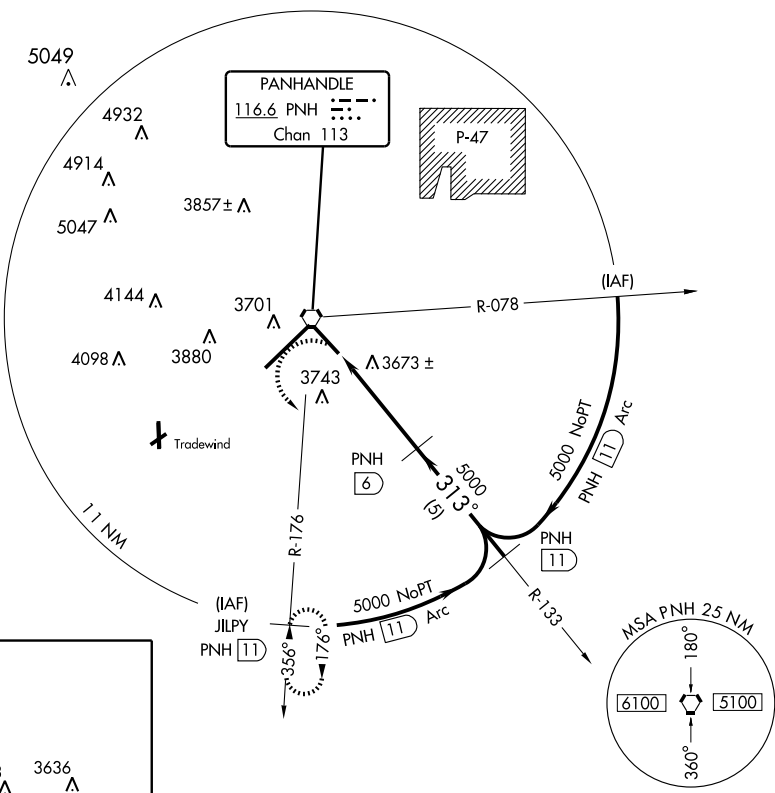 5049
4932
4914
5047
PANHANDLE
116.6 PNH
Chan 113
P-47
3857 ±
(IAF)
R-078
4144
3701
4098
3880
3673 ±
3743
Tradewind
PNH
6
5000
313°
(5)
5000 NoPT
PNH 11 Arc
PNH
11
11 NM
R-176
R-133
(IAF)
JILPY
PNH 11
5000 NoPT
PNH 11 Arc
356°
176°
MSA PNH 25 NM
180°
6100
5100
360°
3636